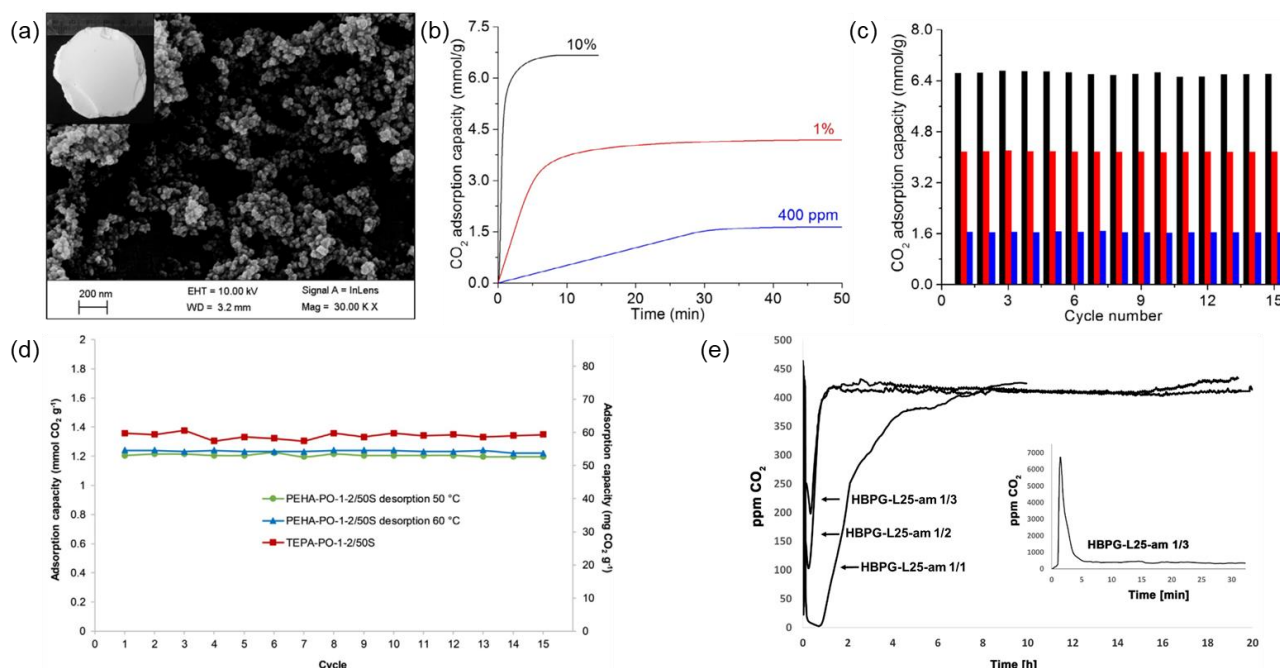 (a)
200 nm
EHT = 10.00 kV
WD = 3.2 mm
Signal A = InLens
Mag = 30.00 K X
(b)
CO2 adsorption capacity (mmol/g)
7.5
6.0
4.5
3.0
1.5
0.0
10%
1%
400 ppm
0
10
20
30
40
50
Time (min)
(c)
CO2 adsorption capacity (mmol/g)
8.0
6.4
4.8
3.2
1.6
0.0
0
3
6
9
12
15
Cycle number
(d)
Adsorption capacity (mmol CO2 g-1)
2
1.8
1.6
1.4
1.2
1
0.8
0.6
0.4
0.2
0
PEHA-PO-1-2/50S desorption 50 °C
PEHA-PO-1-2/50S desorption 60 °C
TEPA-PO-1-2/50S
80
70
60
50
40
30
20
10
0
Adsorption capacity (mg CO2 g-1)
1 2 3 4 5 6 7 8 9 10 11 12 13 14 15
Cycle
(e)
ppm CO2
500
450
400
350
300
250
200
150
100
50
0
HBPG-L25-am 1/3
HBPG-L25-am 1/2
HBPG-L25-am 1/1
0 2 4 6 8 10 12 14 16 18 20
Time [h]
ppm CO2
7000
6000
5000
4000
3000
2000
1000
0
HBPG-L25-am 1/3
0 5 10 15 20 25 30
Time [min]